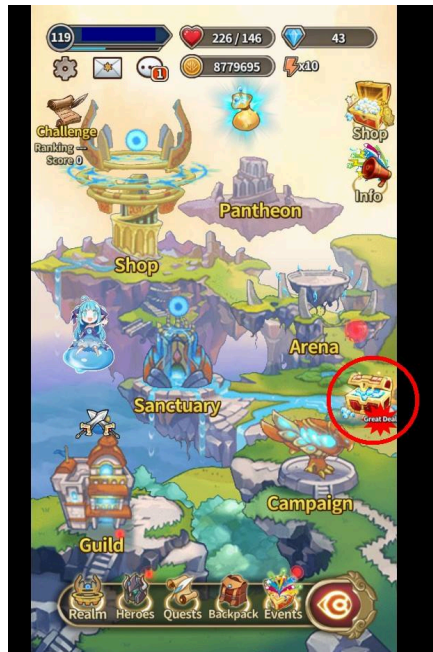 119
226 / 146
43
1
8779695
x10
Challenge
Ranking ---
Score 0
Shop
Info
Pantheon
Shop
Arena
Sanctuary
Great Deal
Campaign
Guild
Realm Heroes Quests Backpack Events